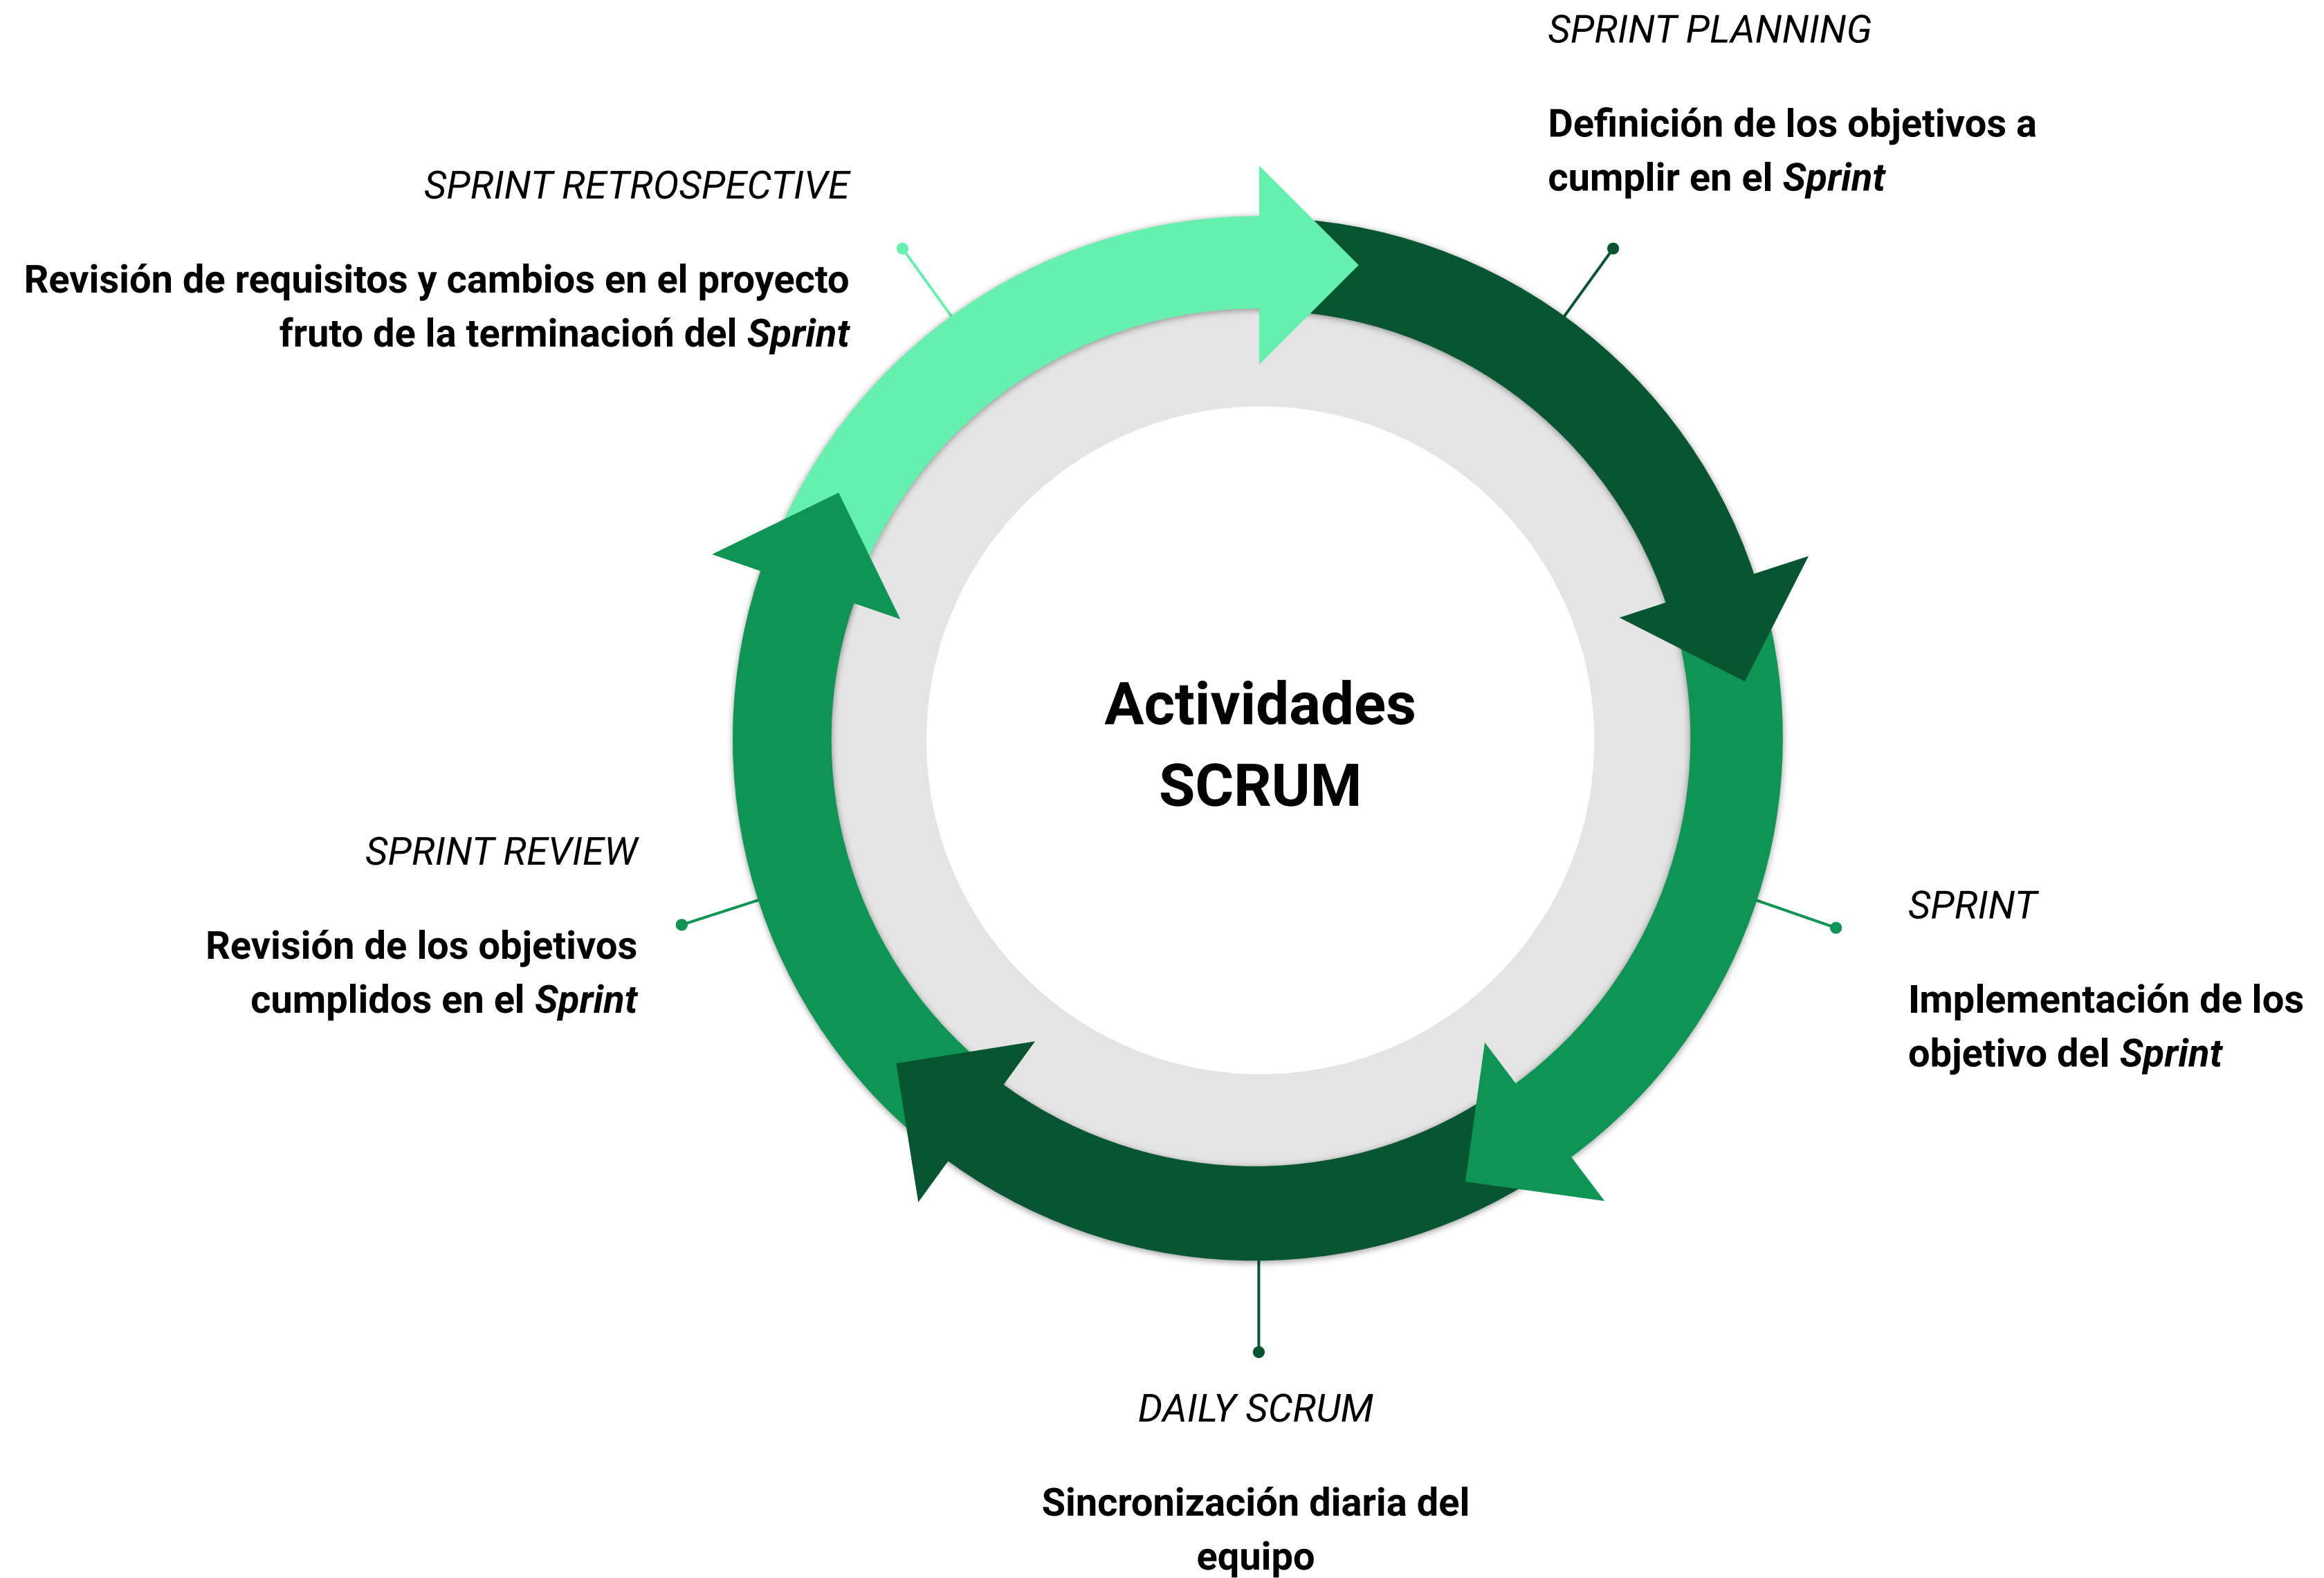 SPRINT PLANNING
Definición de los objetivos a
cumplir en el Sprint
SPRINT RETROSPECTIVE
Revisión de requisitos y cambios en el proyecto
fruto de la terminacioń del Sprint
Actividades
SCRUM
SPRINT REVIEW
Revisión de los objetivos
cumplidos en el Sprint
SPRINT
Implementación de los
objetivo del Sprint
DAILY SCRUM
Sincronización diaria del
equipo